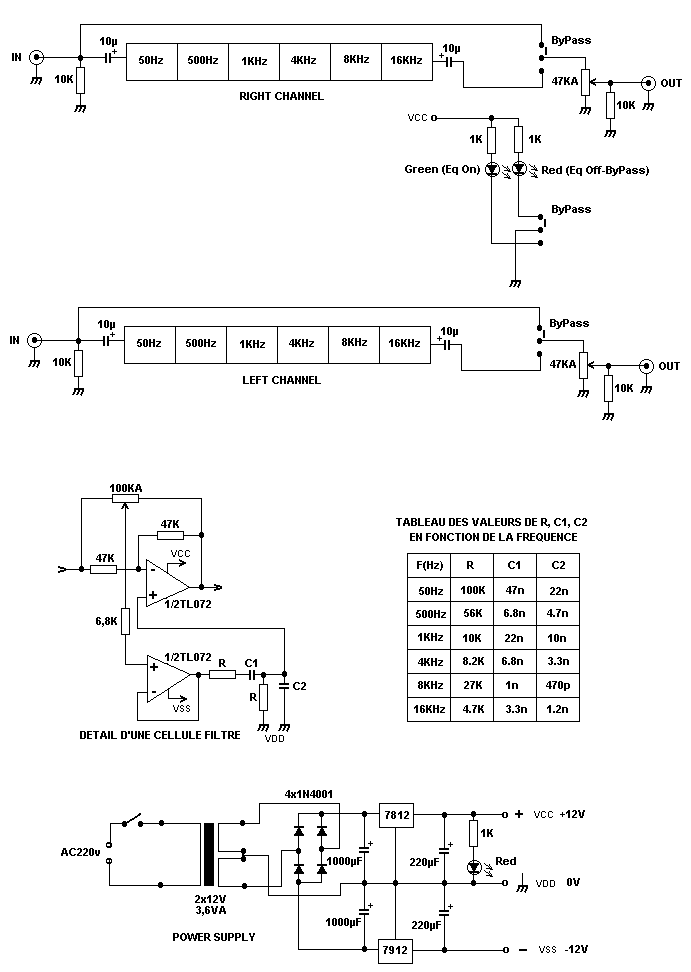 IN
10µ
10K
50Hz 500Hz 1KHz 4KHz 8KHz 16KHz
10µ
ByPass
47KA
OUT
10K
RIGHT CHANNEL
VCC
1K 1K
Green (Eq On) Red (Eq Off-ByPass)
ByPass
IN
10µ
10K
50Hz 500Hz 1KHz 4KHz 8KHz 16KHz
10µ
ByPass
47KA
OUT
10K
LEFT CHANNEL
100KA
47K
47K
VCC
-
+
1/2TL072
6,8K
1/2TL072
+
-
VSS
R C1
R
C2
VDD
DETAIL D'UNE CELLULE FILTRE
TABLEAU DES VALEURS DE R, C1, C2
EN FONCTION DE LA FREQUENCE
F(Hz) R C1 C2
50Hz 100K 47n 22n
500Hz 56K 6.8n 4.7n
1KHz 10K 22n 10n
4KHz 8.2K 6.8n 3.3n
8KHz 27K 1n 470p
16KHz 4.7K 3.3n 1.2n
AC220v
2x12V
3,6VA
4x1N4001
1000µF
1000µF
7812
7912
220µF
220µF
1K
Red
+ VCC +12V
VDD 0V
- VSS -12V
POWER SUPPLY